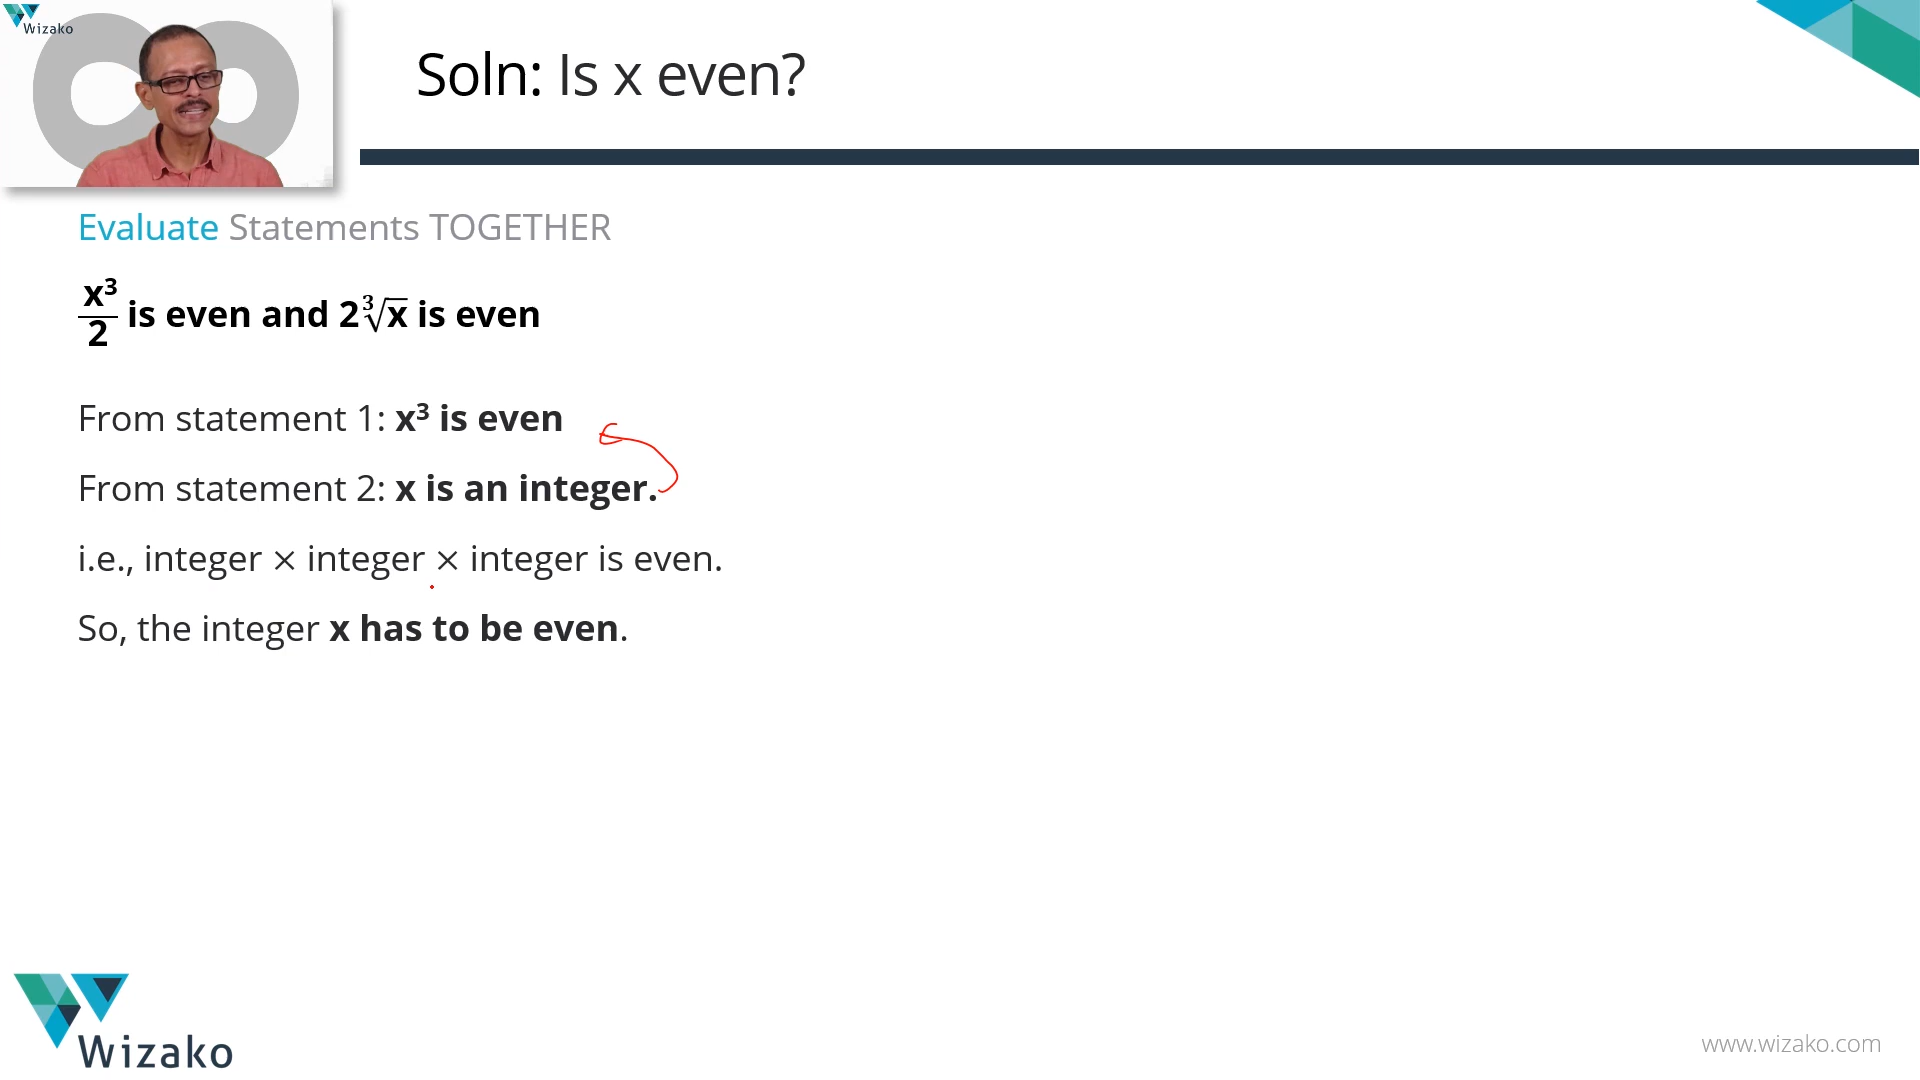 Wizako
Soln: Is x even?
Evaluate Statements TOGETHER
x³/2 is even and 2∛x is even
From statement 1: x³ is even
From statement 2: x is an integer.
i.e., integer × integer × integer is even.
So, the integer x has to be even.
Wizako
www.wizako.com